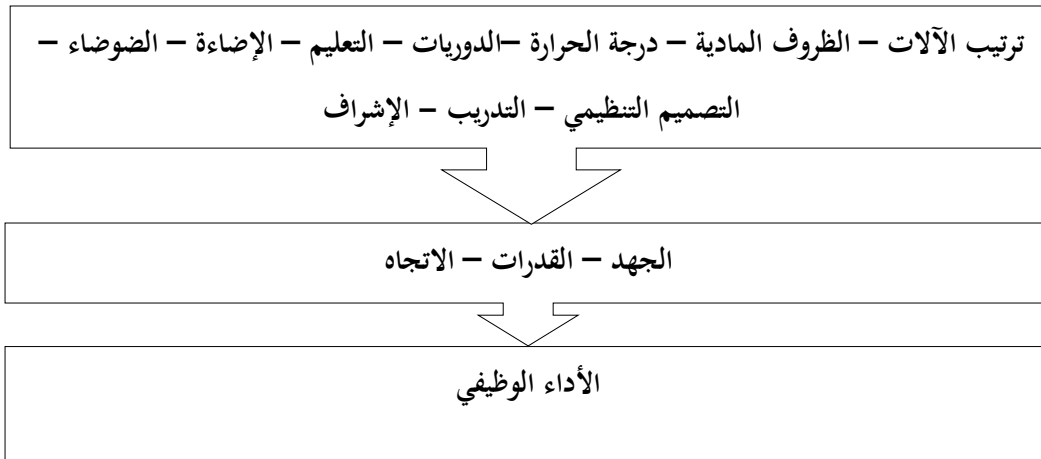 ترتيب الآلات – الظروف المادية – درجة الحرارة –الدوريات – التعليم – الإضاءة – الضوضاء –
التصميم التنظيمي – التدريب – الإشراف
الجهد – القدرات – الاتجاه
الأداء الوظيفي